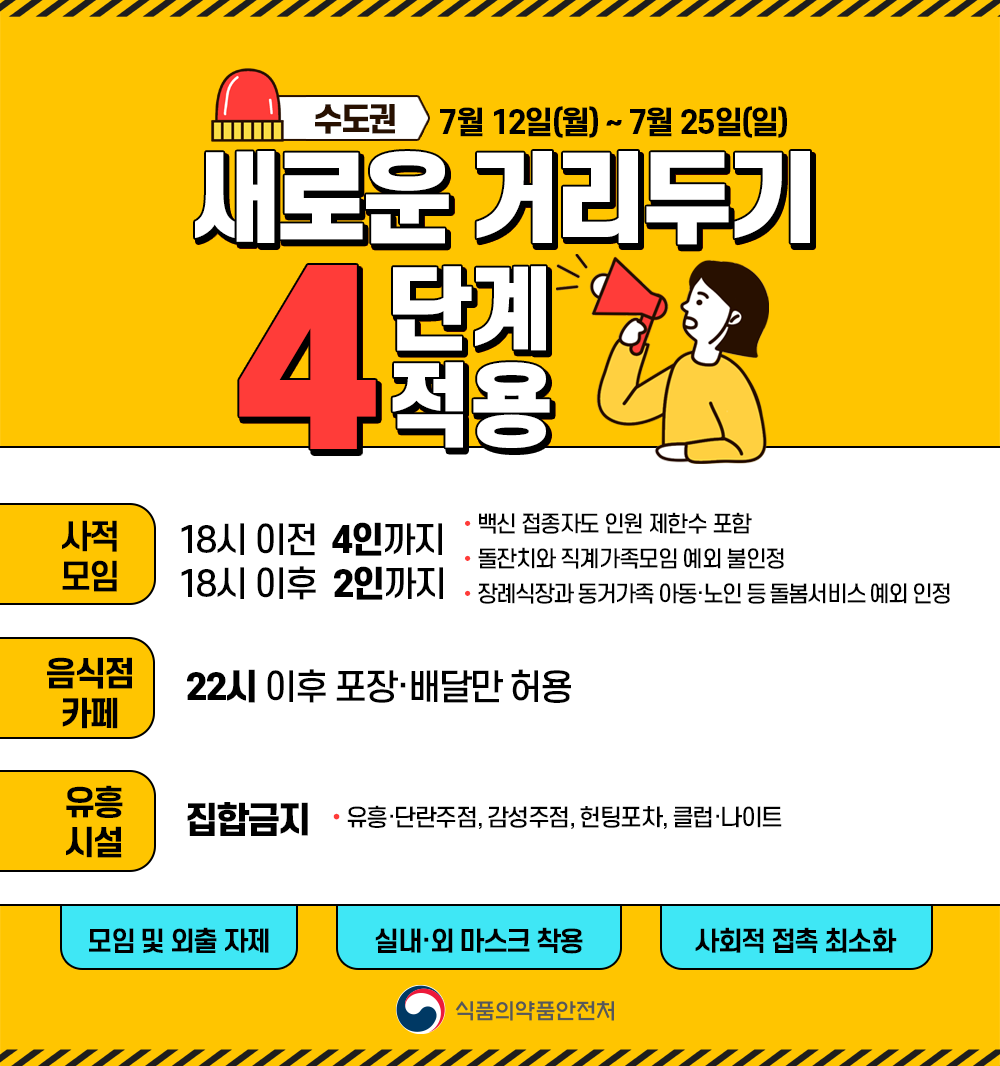 수도권 7월 12일(월) ~ 7월 25일(일)
새로운 거리두기
4단계
적용
사적
모임
18시 이전 4인까지
18시 이후 2인까지
• 백신 접종자도 인원 제한수 포함
• 돌잔치와 직계가족모임 예외 불인정
• 장례식장과 동거가족 아동·노인 등 돌봄서비스 예외 인정
음식점
카페
22시 이후 포장·배달만 허용
유흥
시설
집합금지 • 유흥·단란주점, 감성주점, 헌팅포차, 클럽·나이트
모임 및 외출 자제
실내·외 마스크 착용
사회적 접촉 최소화
식품의약품안전처